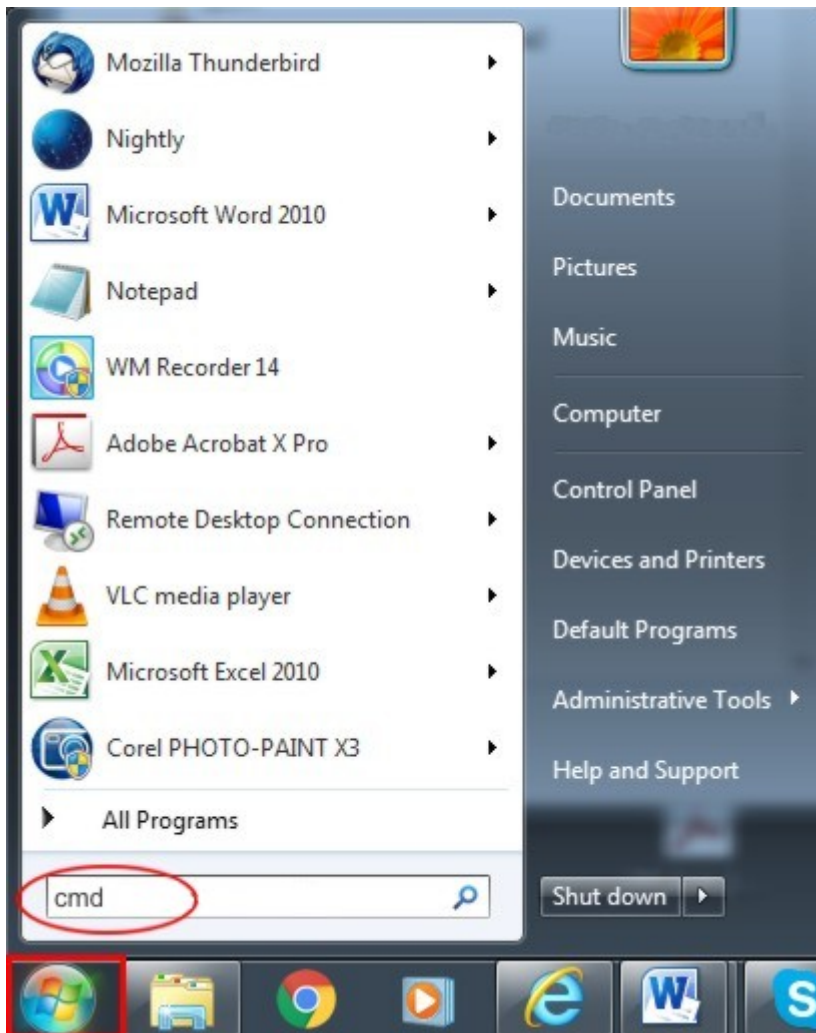 Mozilla Thunderbird
Nightly
Microsoft Word 2010
Notepad
WM Recorder 14
Adobe Acrobat X Pro
Remote Desktop Connection
VLC media player
Microsoft Excel 2010
Corel PHOTO-PAINT X3
All Programs
cmd
Documents
Pictures
Music
Computer
Control Panel
Devices and Printers
Default Programs
Administrative Tools
Help and Support
Shut down